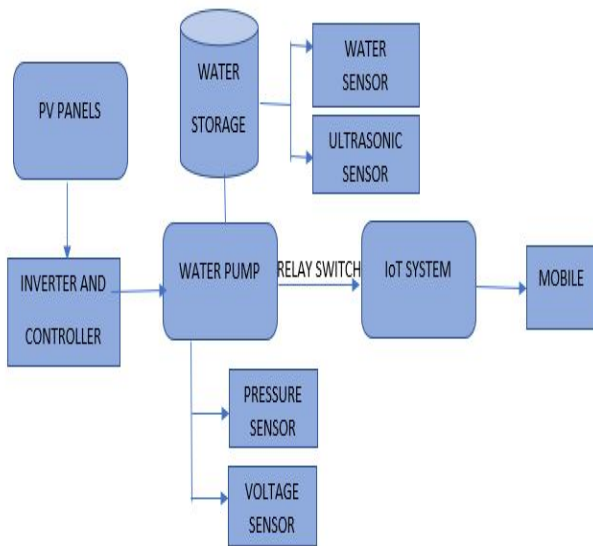 WATER
STORAGE
WATER
SENSOR
PV PANELS
ULTRASONIC
SENSOR
INVERTER AND
CONTROLLER
WATER PUMP
RELAY SWITCH
IoT SYSTEM
MOBILE
PRESSURE
SENSOR
VOLTAGE
SENSOR